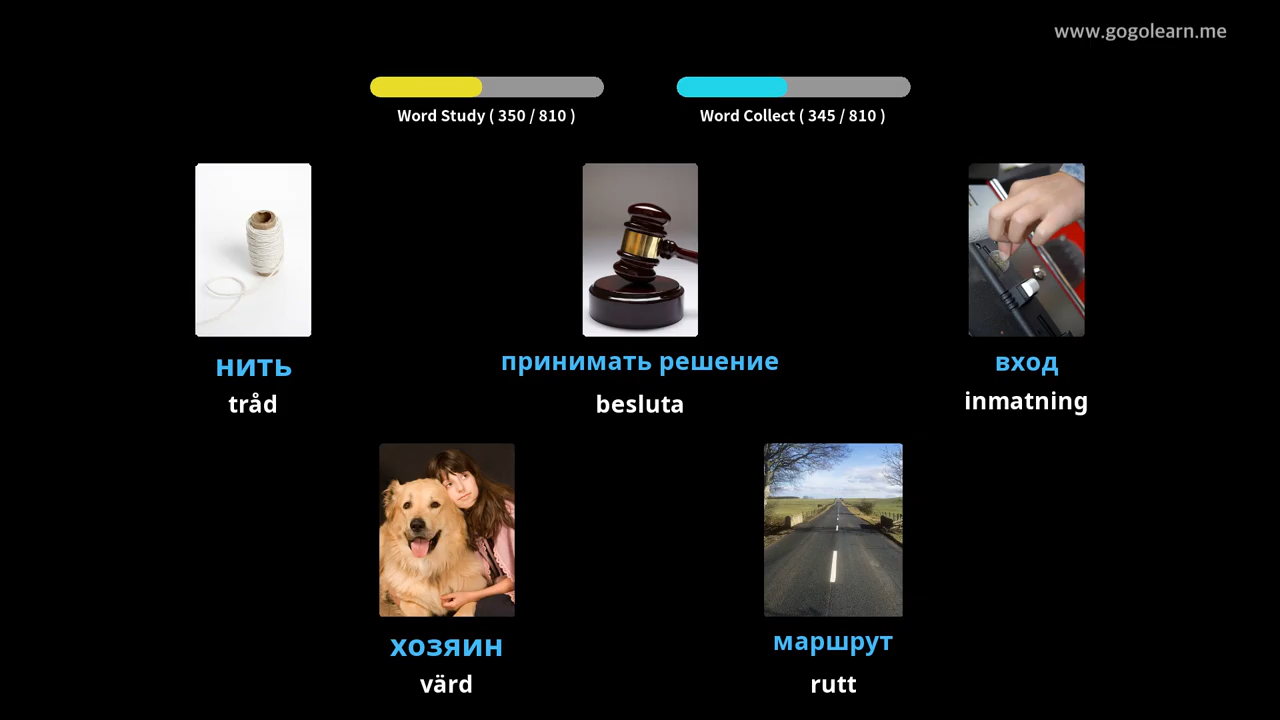 www.gogolearn.me
Word Study ( 350 / 810 )
Word Collect ( 345 / 810 )
нить
принимать решение
вход
tråd
besluta
inmatning
хозяин
маршрут
värd
rutt